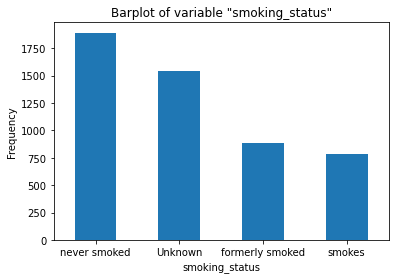 Barplot of variable "smoking_status"
1750
1500
1250
1000
750
500
250
0
Frequency
never smoked Unknown formerly smoked smokes
smoking_status